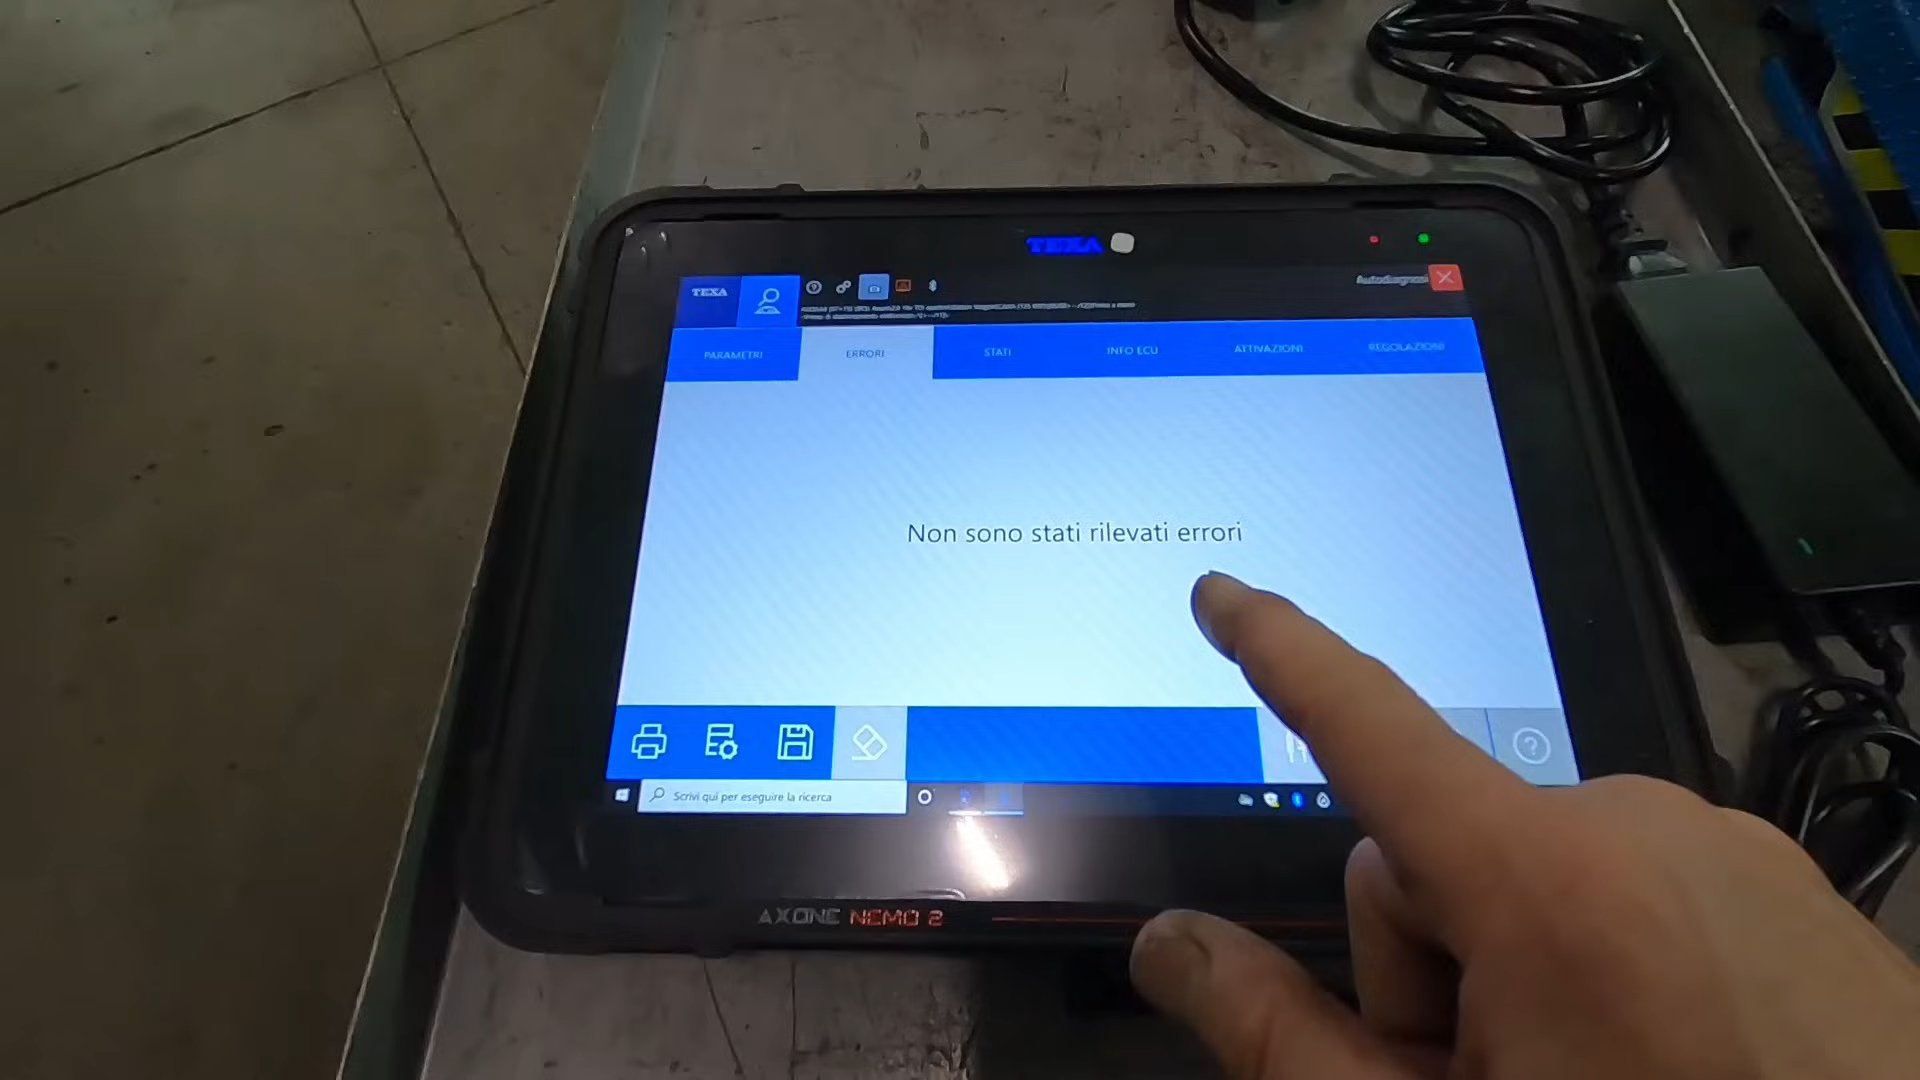 TEXA
TEXA
Autodiagnosi
PARAMETRI
ERRORI
STATI
INFO ECU
ATTIVAZIONI
REGOLAZIONI
Non sono stati rilevati errori
Scrivi qui per eseguire la ricerca
AXONE NEMO 2